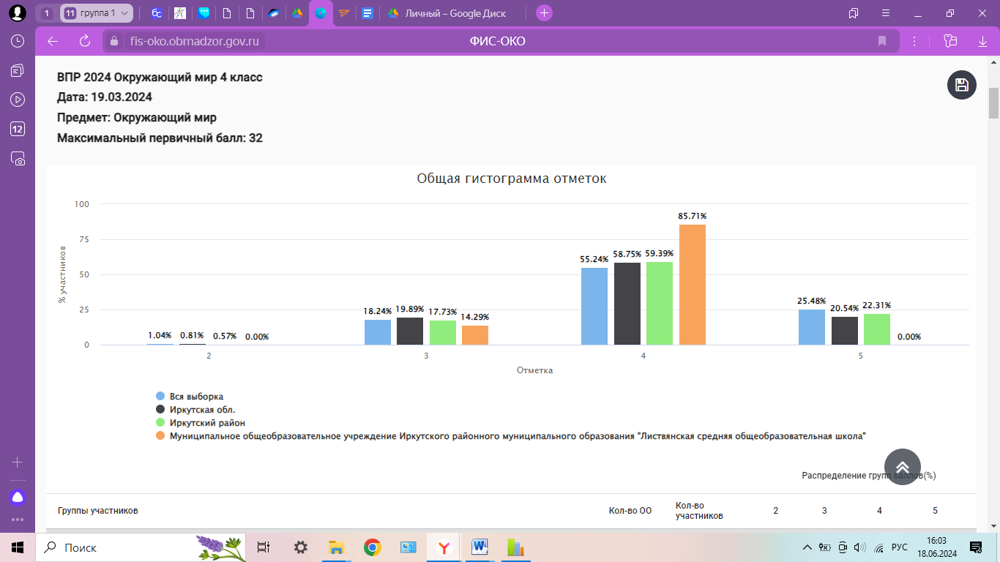 1
11
группа 1
Личный – Google Диск
fis-oko.obrnadzor.gov.ru
ФИС-ОКО
12
ВПР 2024 Окружающий мир 4 класс
Дата: 19.03.2024
Предмет: Окружающий мир
Максимальный первичный балл: 32
Общая гистограмма отметок
% участников
100
75
50
25
0
1.04% 0.81% 0.57% 0.00%
18.24% 19.89% 17.73% 14.29%
55.24% 58.75% 59.39% 85.71%
25.48% 20.54% 22.31% 0.00%
2 3 4 5
Отметка
Вся выборка
Иркутская обл.
Иркутский район
Муниципальное общеобразовательное учреждение Иркутского районного муниципального образования "Листвянская средняя общеобразовательная школа"
Распределение групп баллов(%)
Группы участников
Кол-во ОО
Кол-во
участников
2 3 4 5
Поиск
РУС
16:03
18.06.2024